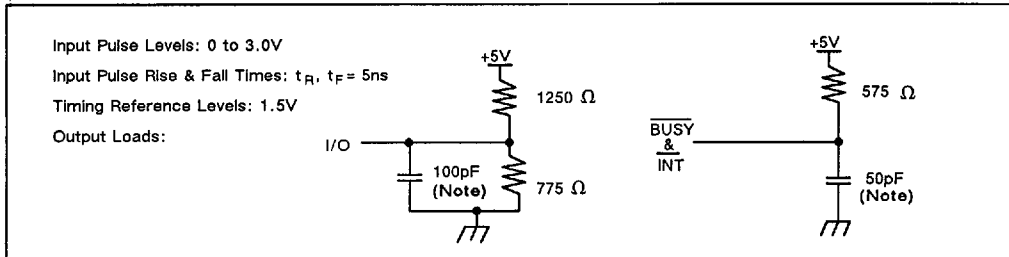 Input Pulse Levels: 0 to 3.0V
Input Pulse Rise & Fall Times: tR, tF = 5ns
Timing Reference Levels: 1.5V
Output Loads:
+5V
1250 Ω
I/O
100pF
(Note)
775 Ω
+5V
575 Ω
BUSY
&
INT
50pF
(Note)